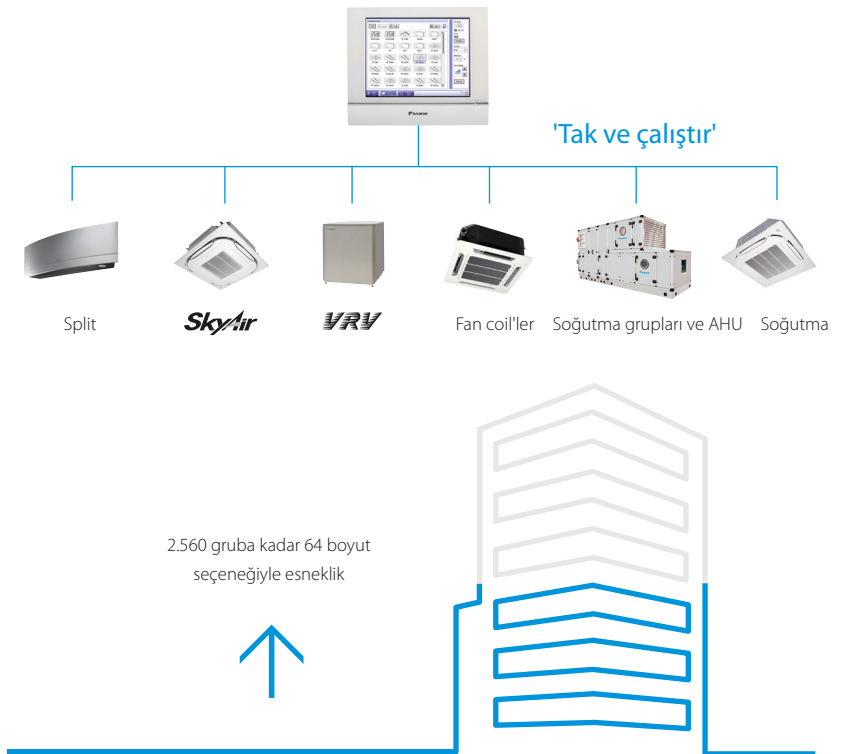 DAIKIN
'Tak ve çalıştır'
Split
SkyAir
VRV
Fan coil'ler
Soğutma grupları ve AHU
Soğutma
2.560 gruba kadar 64 boyut
seçeneğiyle esneklik